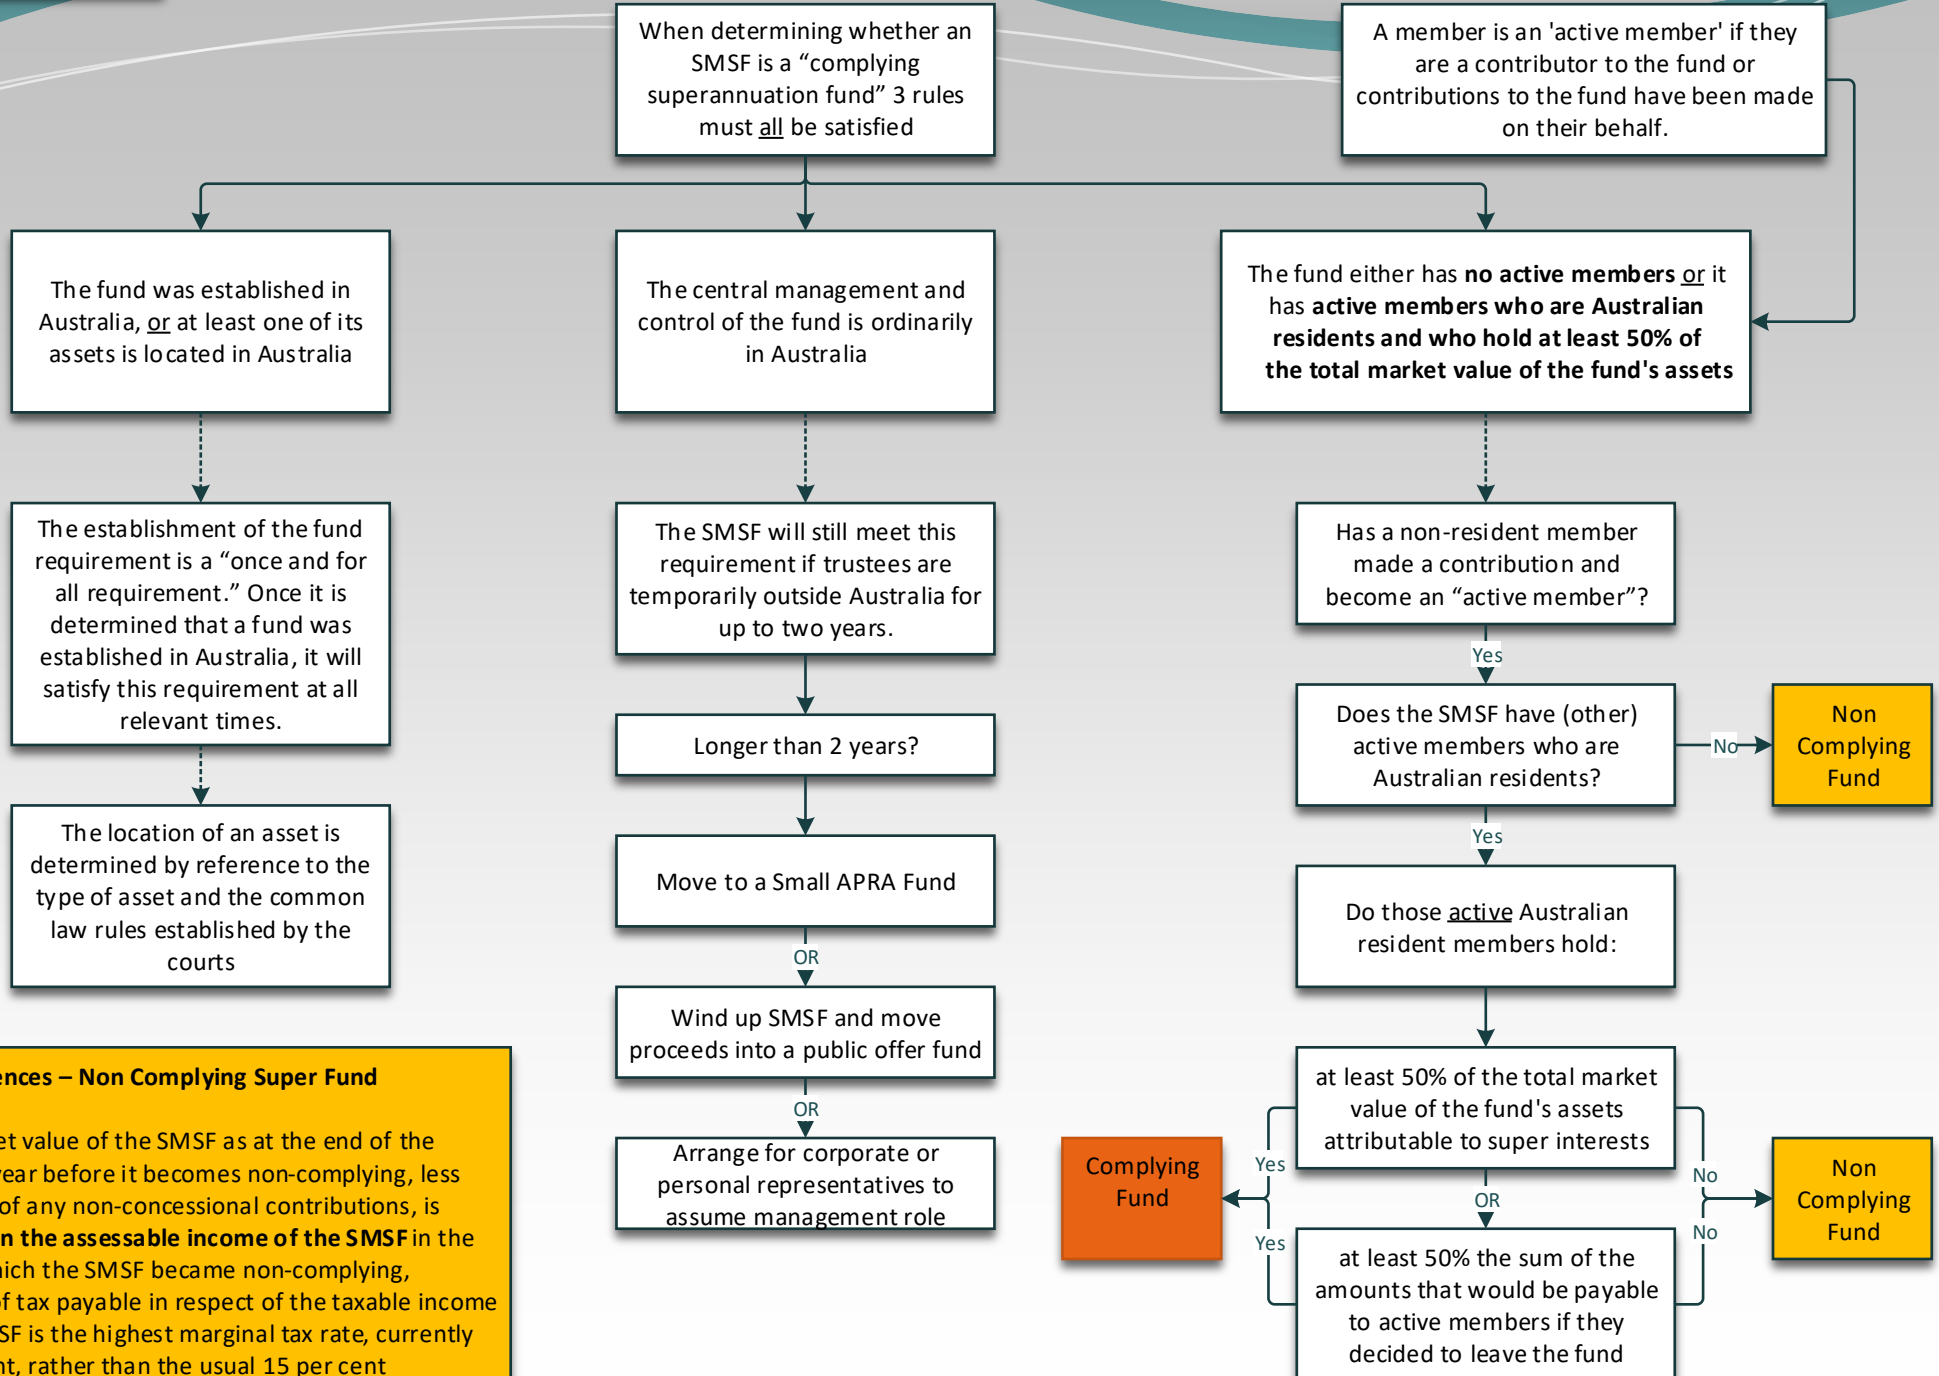 When determining whether an
SMSF is a “complying
superannuation fund” 3 rules
must all be satisfied
A member is an 'active member' if they
are a contributor to the fund or
contributions to the fund have been made
on their behalf.
The fund was established in
Australia, or at least one of its
assets is located in Australia
The central management and
control of the fund is ordinarily
in Australia
The fund either has no active members or it
has active members who are Australian
residents and who hold at least 50% of
the total market value of the fund's assets
The establishment of the fund
requirement is a “once and for
all requirement.” Once it is
determined that a fund was
established in Australia, it will
satisfy this requirement at all
relevant times.
The location of an asset is
determined by reference to the
type of asset and the common
law rules established by the
courts
The SMSF will still meet this
requirement if trustees are
temporarily outside Australia for
up to two years.
Longer than 2 years?
Move to a Small APRA Fund
OR
Wind up SMSF and move
proceeds into a public offer fund
OR
Arrange for corporate or
personal representatives to
assume management role
Has a non-resident member
made a contribution and
become an “active member”?
Yes
Does the SMSF have (other)
active members who are
Australian residents?
No
Non
Complying
Fund
Yes
Do those active Australian
resident members hold:
at least 50% of the total market
value of the fund's assets
attributable to super interests
Yes
No
OR
Complying
Fund
Non
Complying
Fund
Yes
No
at least 50% the sum of the
amounts that would be payable
to active members if they
decided to leave the fund
ences – Non Complying Super Fund
et value of the SMSF as at the end of the
year before it becomes non-complying, less
of any non-concessional contributions, is
n the assessable income of the SMSF in the
hich the SMSF became non-complying,
of tax payable in respect of the taxable income
SF is the highest marginal tax rate, currently
nt, rather than the usual 15 per cent